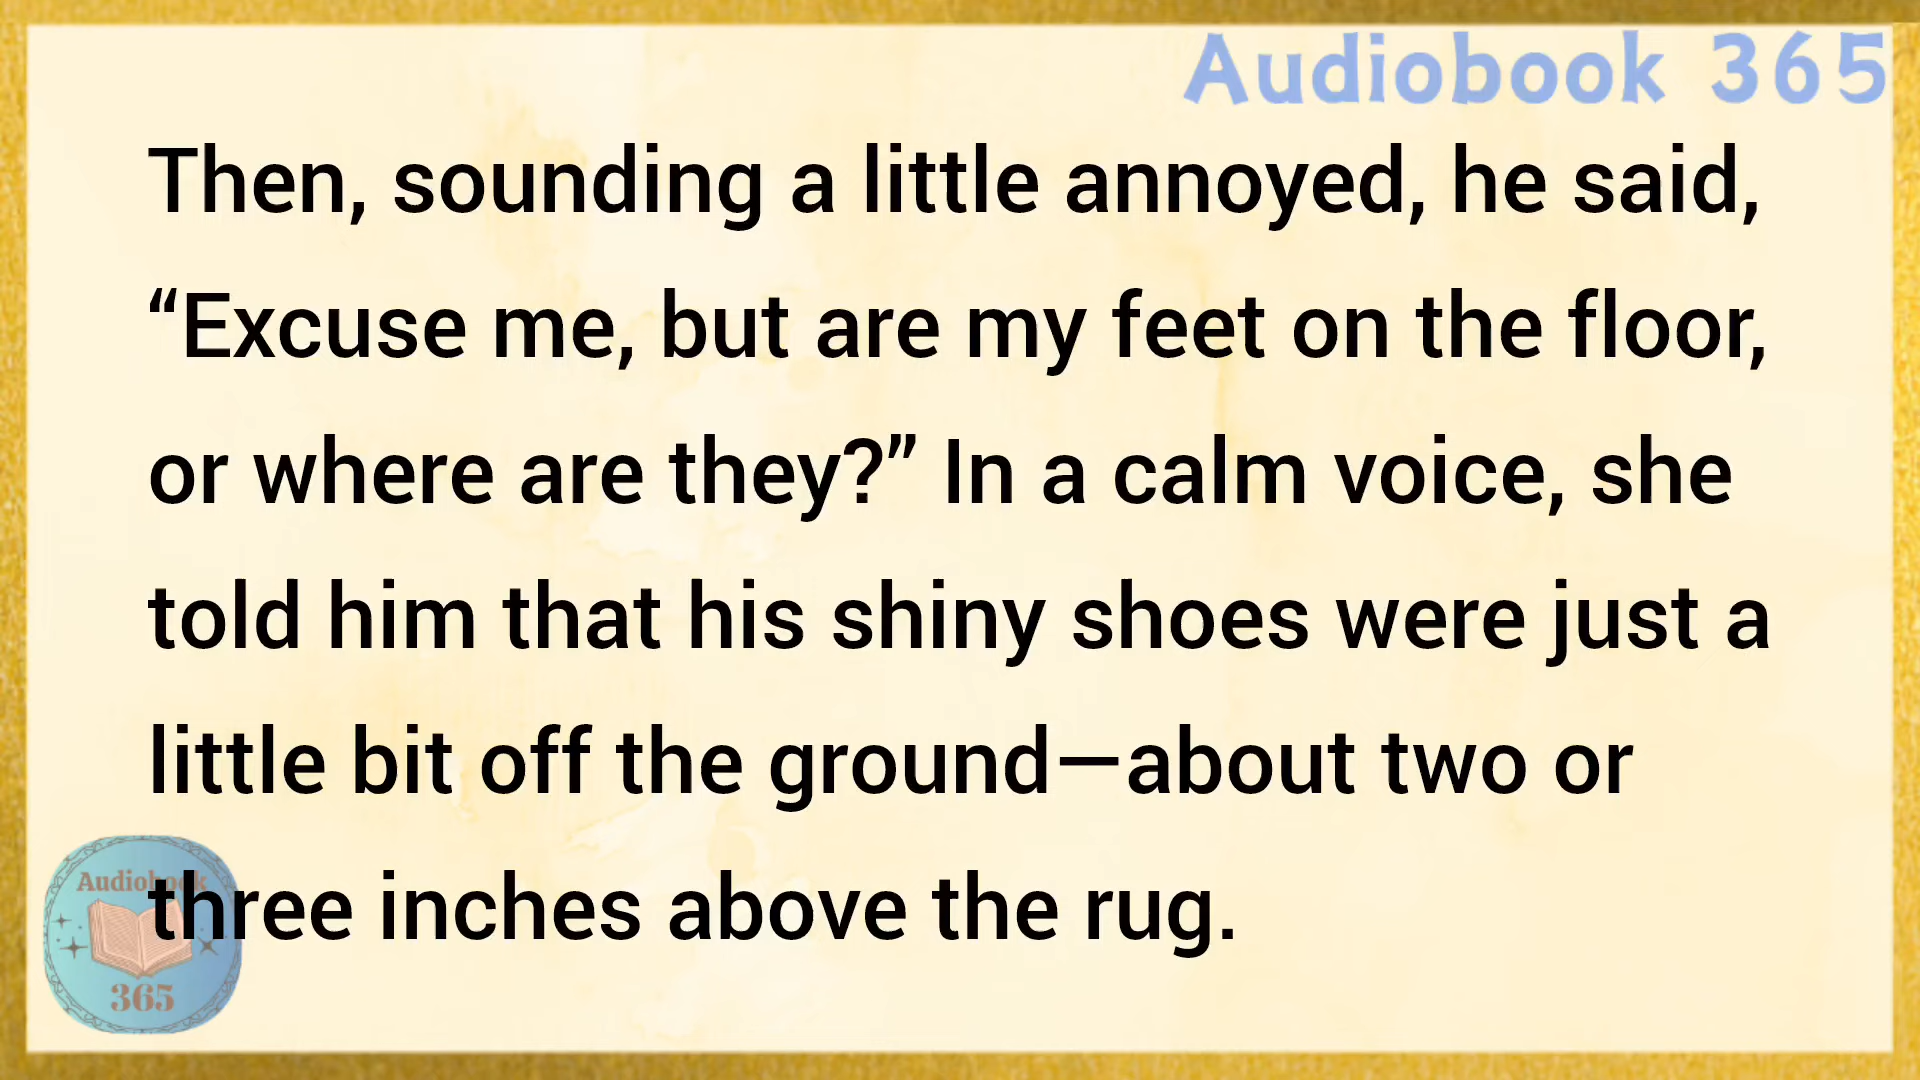 Audiobook 365
Then, sounding a little annoyed, he said,
“Excuse me, but are my feet on the floor,
or where are they?” In a calm voice, she
told him that his shiny shoes were just a
little bit off the ground—about two or
three inches above the rug.
Audiobook
365